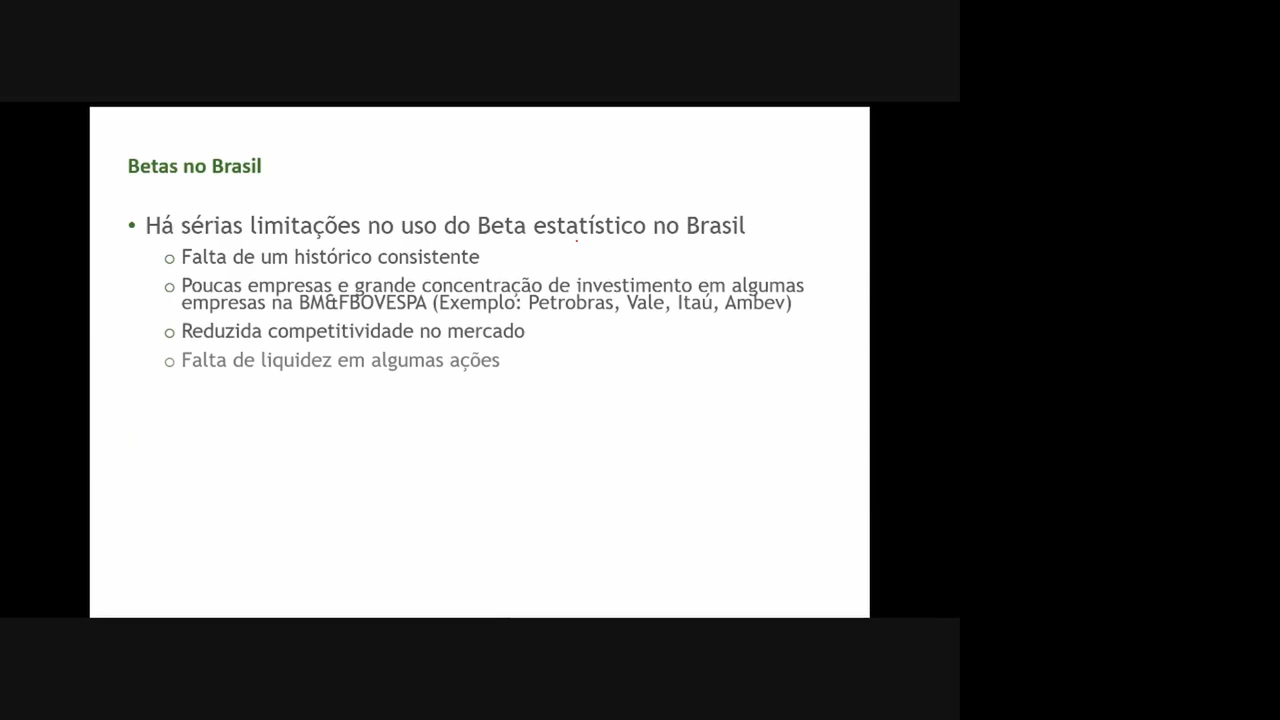 Betas no Brasil
• Há sérias limitações no uso do Beta estatístico no Brasil
o Falta de um histórico consistente
o Poucas empresas e grande concentração de investimento em algumas
empresas na BM&FBOVESPA (Exemplo: Petrobras, Vale, Itaú, Ambev)
o Reduzida competitividade no mercado
o Falta de liquidez em algumas ações